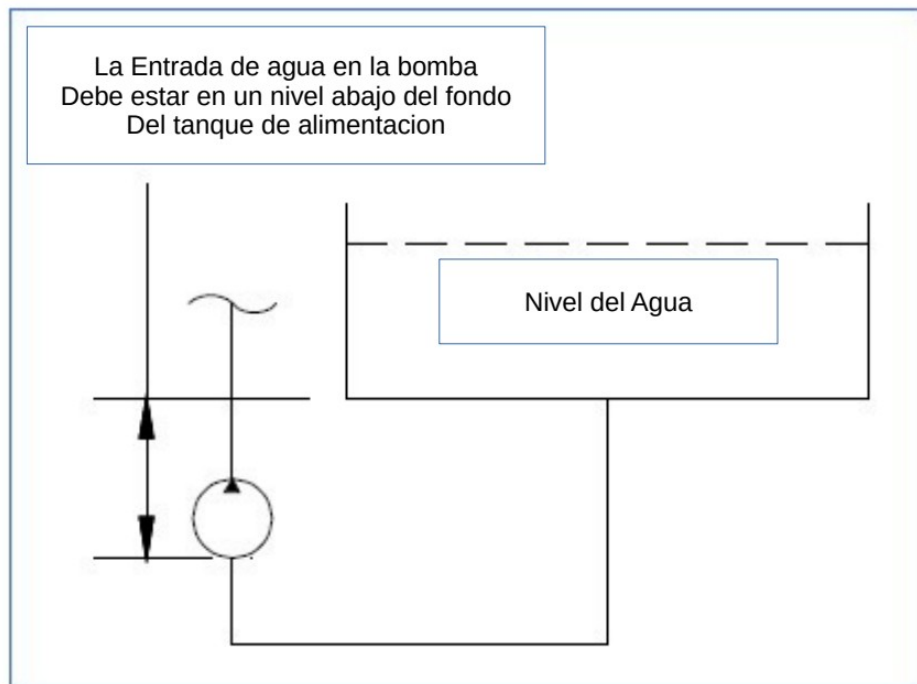 La Entrada de agua en la bomba
Debe estar en un nivel abajo del fondo
Del tanque de alimentacion
Nivel del Agua